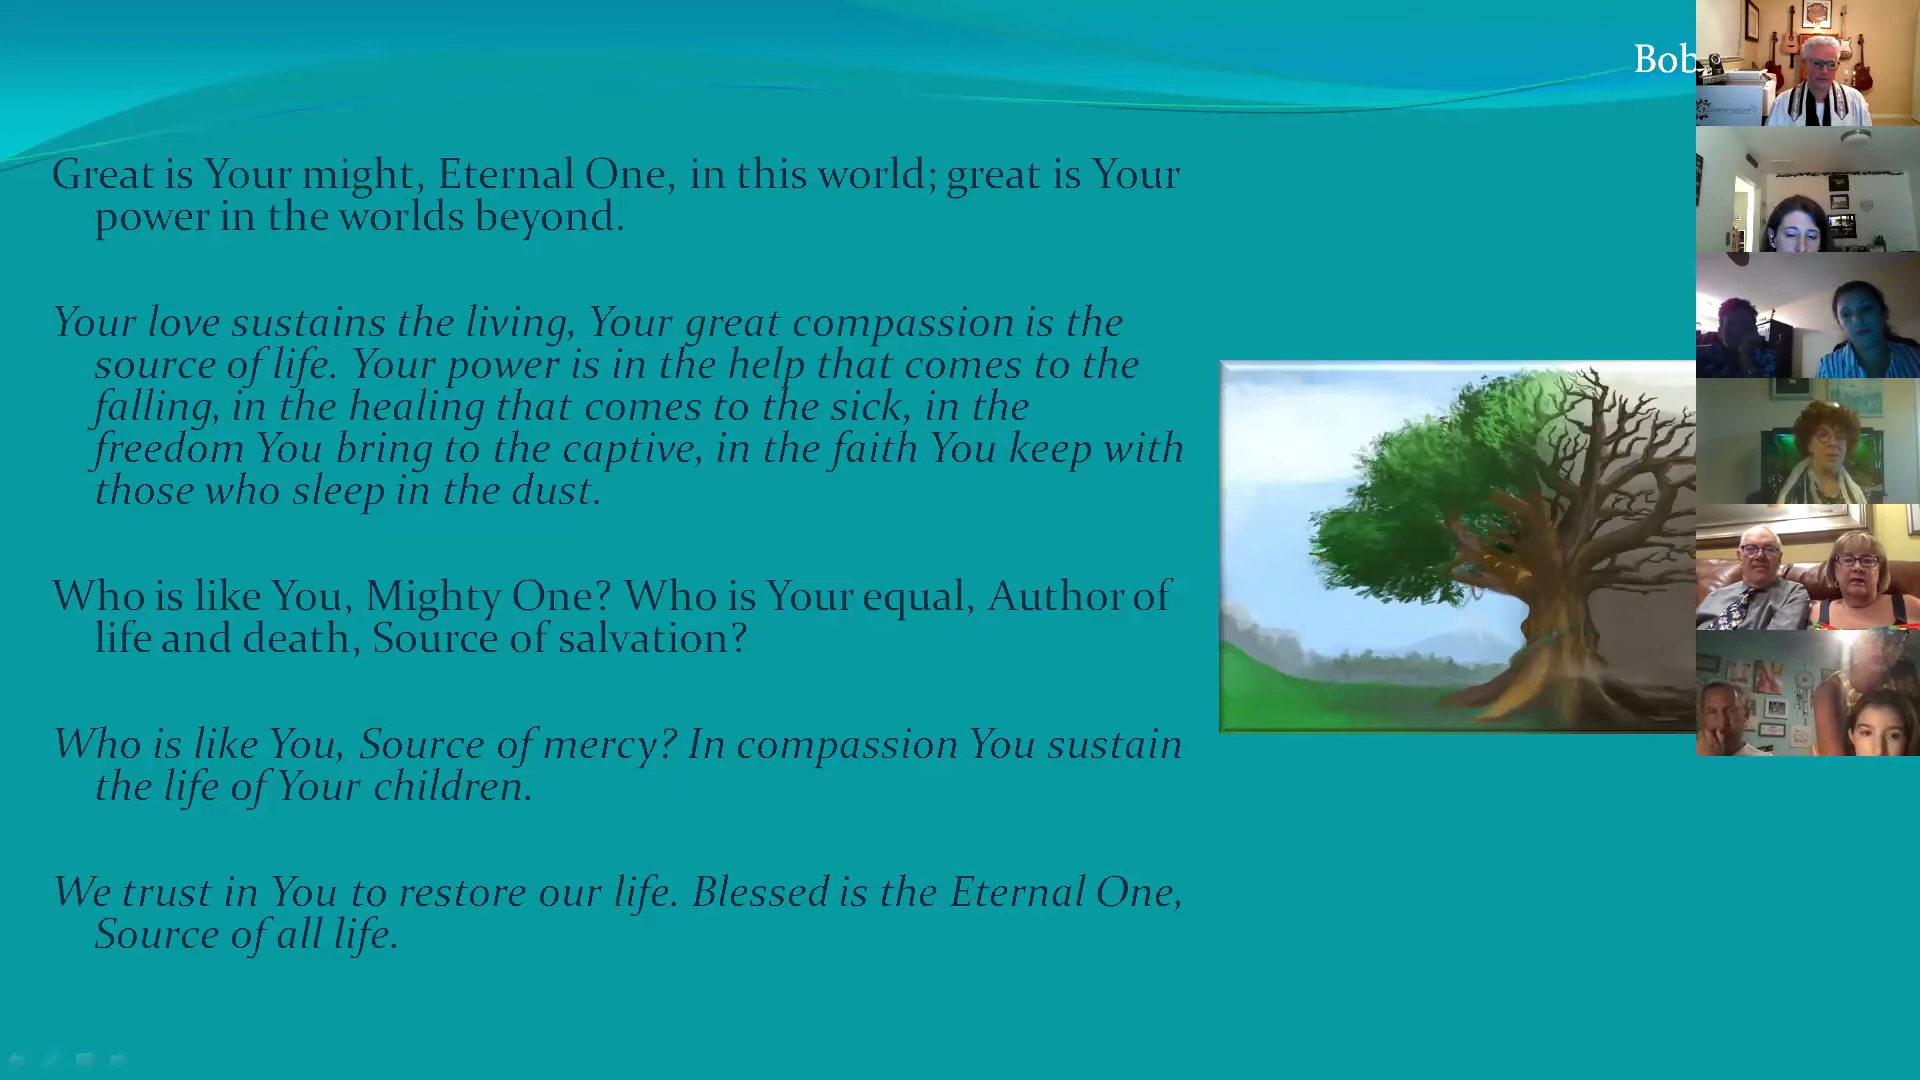 Bob
Great is Your might, Eternal One, in this world; great is Your
power in the worlds beyond.
Your love sustains the living, Your great compassion is the
source of life. Your power is in the help that comes to the
falling, in the healing that comes to the sick, in the
freedom You bring to the captive, in the faith You keep with
those who sleep in the dust.
Who is like You, Mighty One? Who is Your equal, Author of
life and death, Source of salvation?
Who is like You, Source of mercy? In compassion You sustain
the life of Your children.
We trust in You to restore our life. Blessed is the Eternal One,
Source of all life.